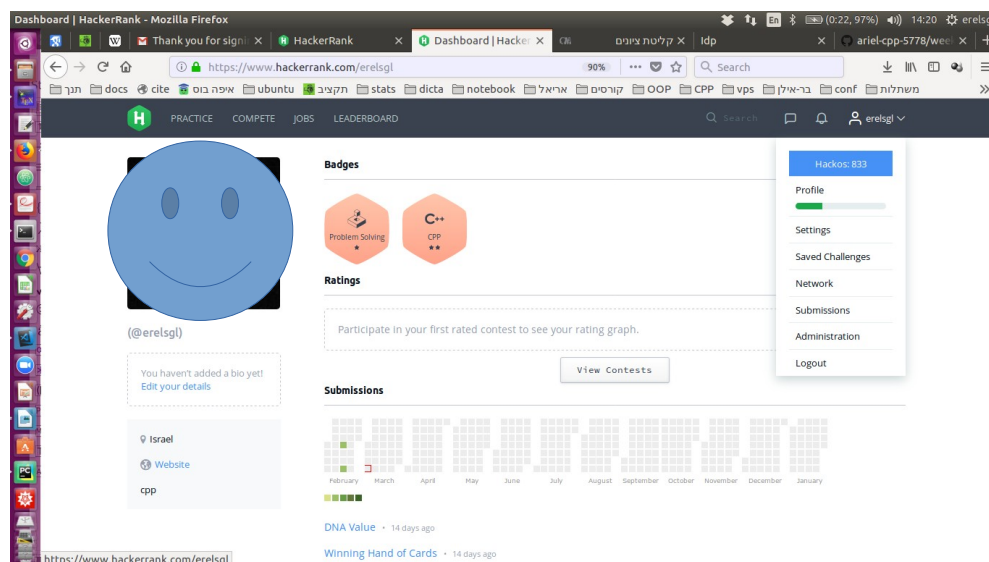 Dashboard | HackerRank - Mozilla Firefox
En (0:22, 97%) 14:20 erelsg
W Thank you for signi × HackerRank × Dashboard | Hacker × קליטת ציונים × Idp × ariel-cpp-5778/wee ×
https://www.hackerrank.com/erelsgl 90% Search
תנך docs cite איפה בוס ubuntu תקציב stats dicta notebook אריאל קורסים OOP CPP vps בר-אילן conf משתלות
H PRACTICE COMPETE JOBS LEADERBOARD Search erelsgl
Hackos: 833
Profile
Settings
Saved Challenges
Network
Submissions
Administration
Logout
(@erelsgl)
You haven't added a bio yet!
Edit your details
Israel
Website
cpp
Badges
Problem Solving
C++
CPP
Ratings
Participate in your first rated contest to see your rating graph.
View Contests
Submissions
February March April May June July August September October November December January
DNA Value • 14 days ago
Winning Hand of Cards • 14 days ago
https://www.hackerrank.com/erelsgl